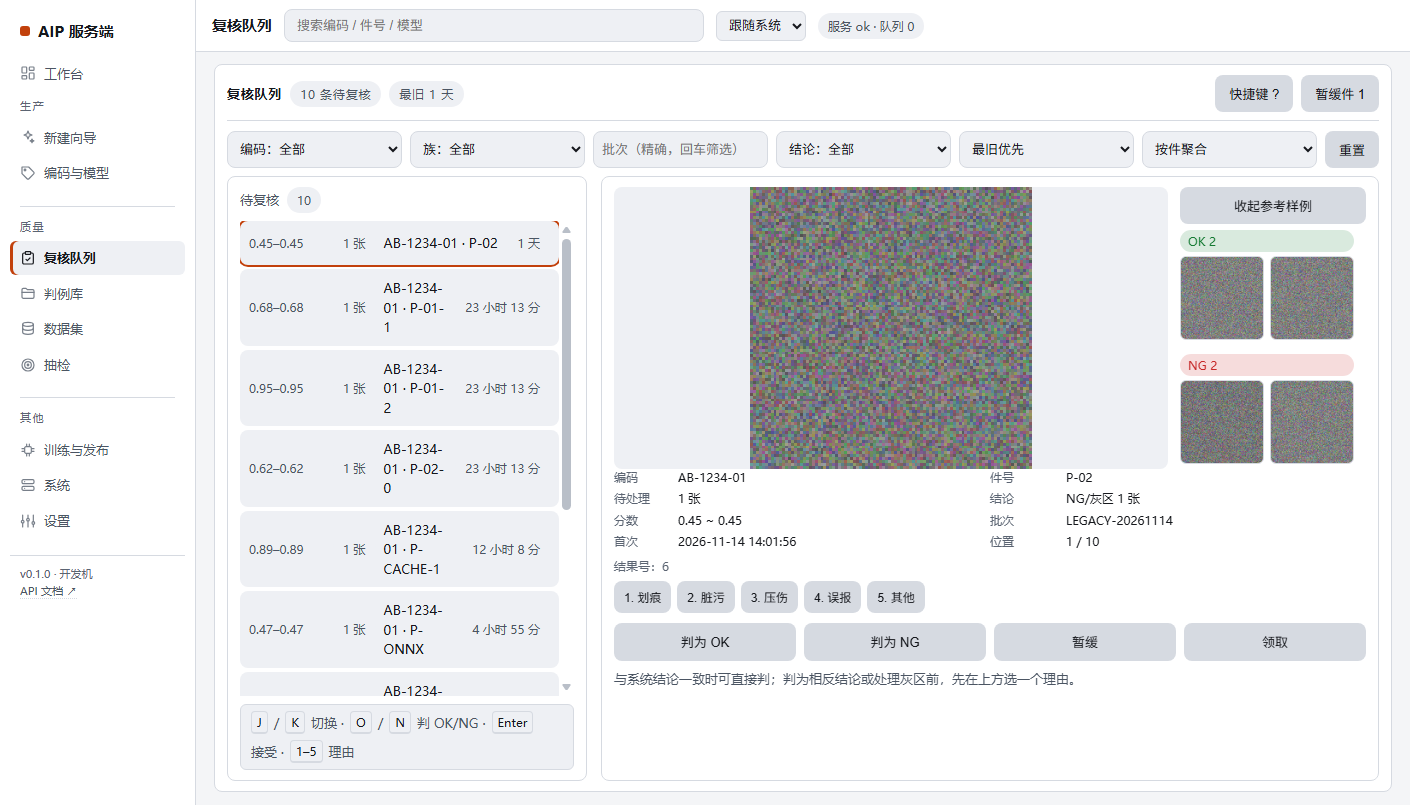 AIP 服务端
工作台
生产
新建向导
编码与模型
质量
复核队列
判例库
数据集
抽检
其他
训练与发布
系统
设置
v0.1.0 · 开发机
API 文档 ↗
复核队列
搜索编码 / 件号 / 模型
跟随系统
服务 ok · 队列 0
复核队列
10 条待复核
最旧 1 天
快捷键 ?
暂缓件 1
编码：全部
族：全部
批次（精确，回车筛选）
结论：全部
最旧优先
按件聚合
重置
待复核 10
0.45–0.45 1 张 AB-1234-01 · P-02 1 天
0.68–0.68 1 张 AB-1234-
01 · P-01-
1
23 小时 13 分
0.95–0.95 1 张 AB-1234-
01 · P-01-
2
23 小时 13 分
0.62–0.62 1 张 AB-1234-
01 · P-02-
0
23 小时 13 分
0.89–0.89 1 张 AB-1234-
01 · P-
CACHE-1
12 小时 8 分
0.47–0.47 1 张 AB-1234-
01 · P-
ONNX
4 小时 55 分
AB-1234-
J / K 切换 · O / N 判 OK/NG · Enter
接受 · 1–5 理由
收起参考样例
OK 2
NG 2
编码 AB-1234-01 件号 P-02
待处理 1 张 结论 NG/灰区 1 张
分数 0.45 ~ 0.45 批次 LEGACY-20261114
首次 2026-11-14 14:01:56 位置 1 / 10
结果号：6
1. 划痕
2. 脏污
3. 压伤
4. 误报
5. 其他
判为 OK
判为 NG
暂缓
领取
与系统结论一致时可直接判；判为相反结论或处理灰区前，先在上方选一个理由。